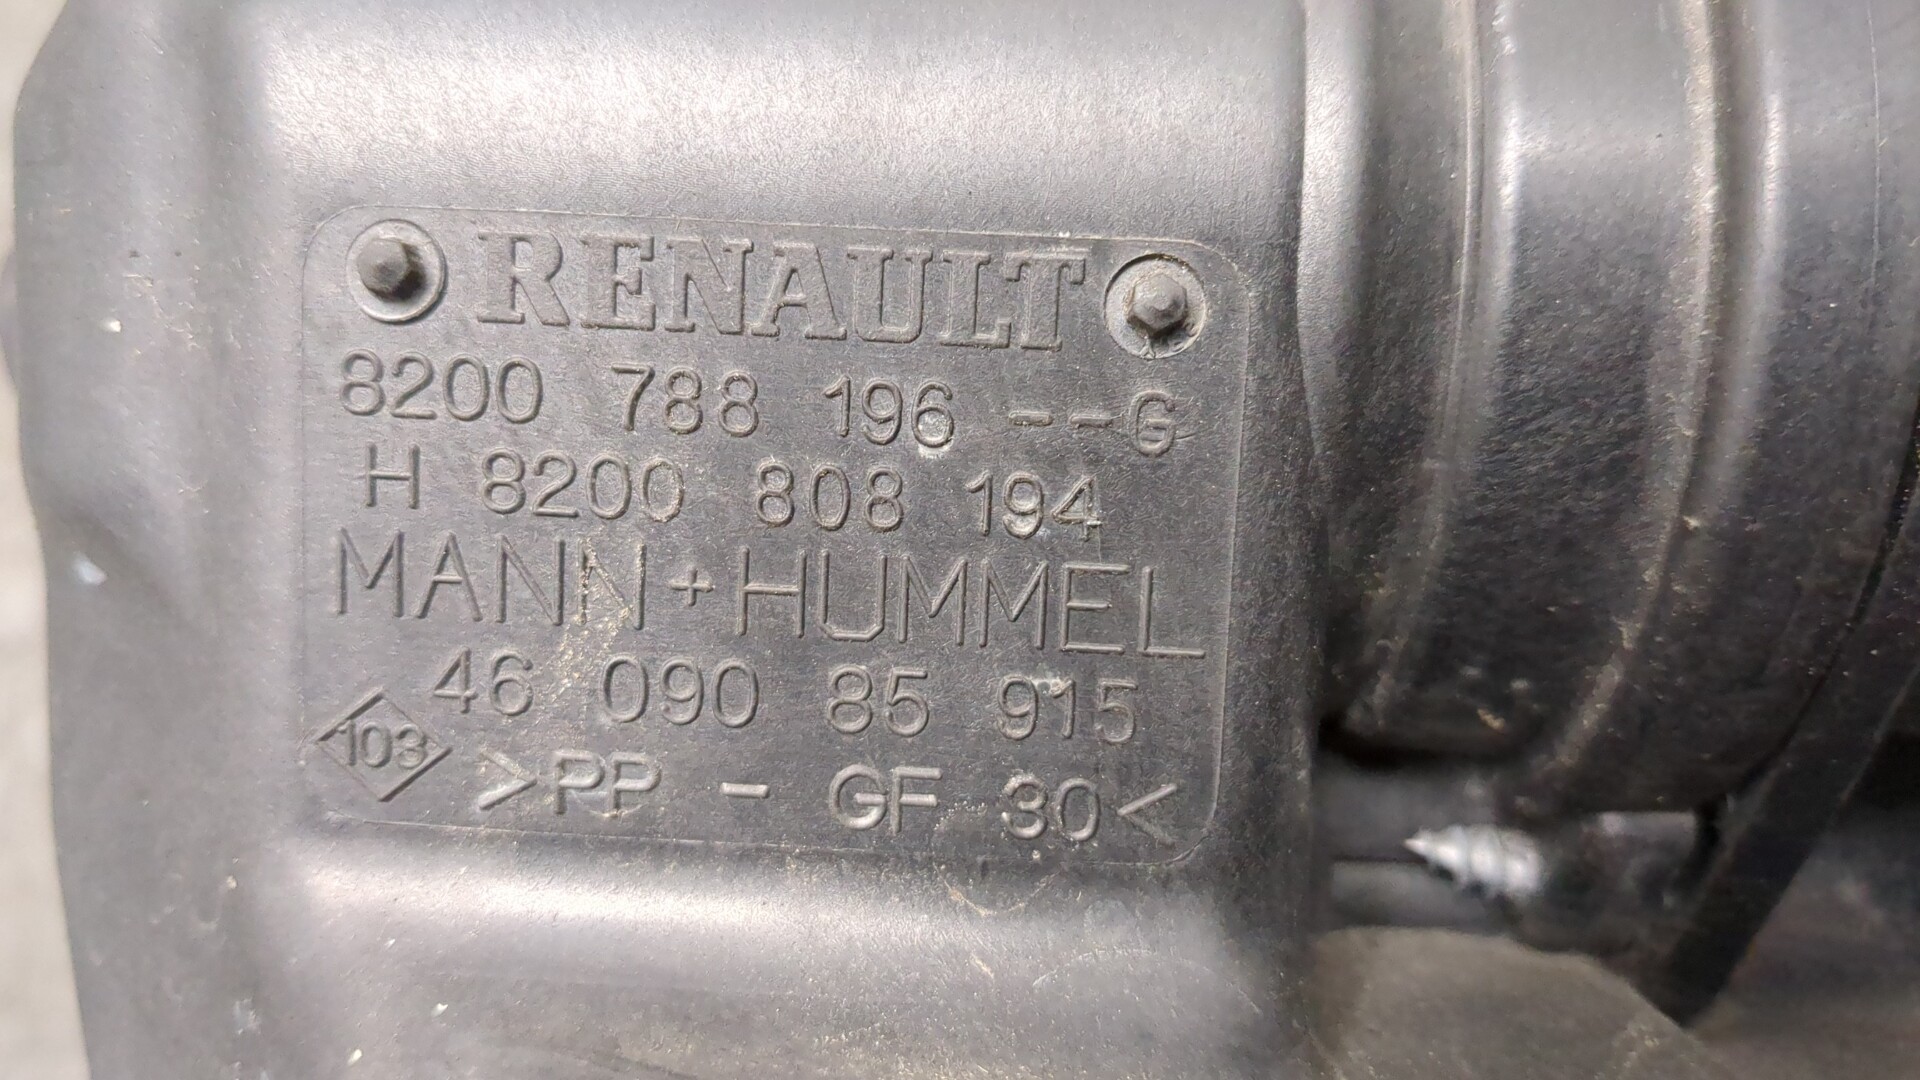 RENAULT
8200 788 196 --G
H 8200 808 194
MANN+HUMMEL
46 090 85 915
103 >PP - GF 30<